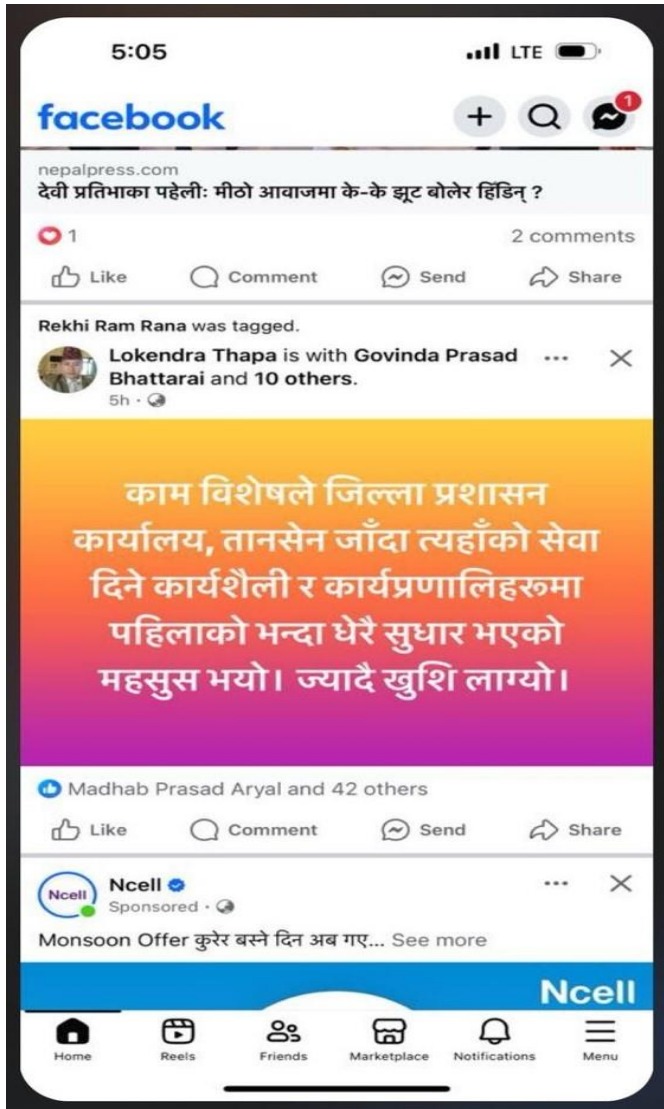 5:05 LTE
facebook 1
nepalpress.com
देवी प्रतिभाका पहेलीः मीठो आवाजमा के-के झूट बोलेर हिँडिन् ?
1 2 comments
Like Comment Send Share
Rekhi Ram Rana was tagged.
Lokendra Thapa is with Govinda Prasad
Bhattarai and 10 others.
5h
काम विशेषले जिल्ला प्रशासन
कार्यालय, तानसेन जाँदा त्यहाँको सेवा
दिने कार्यशैली र कार्यप्रणालिहरूमा
पहिलाको भन्दा धेरै सुधार भएको
महसुस भयो। ज्यादै खुशि लाग्यो।
Madhab Prasad Aryal and 42 others
Like Comment Send Share
Ncell Ncell
Sponsored
Monsoon Offer कुरेर बस्ने दिन अब गए... See more
Ncell
Home Reels Friends Marketplace Notifications Menu